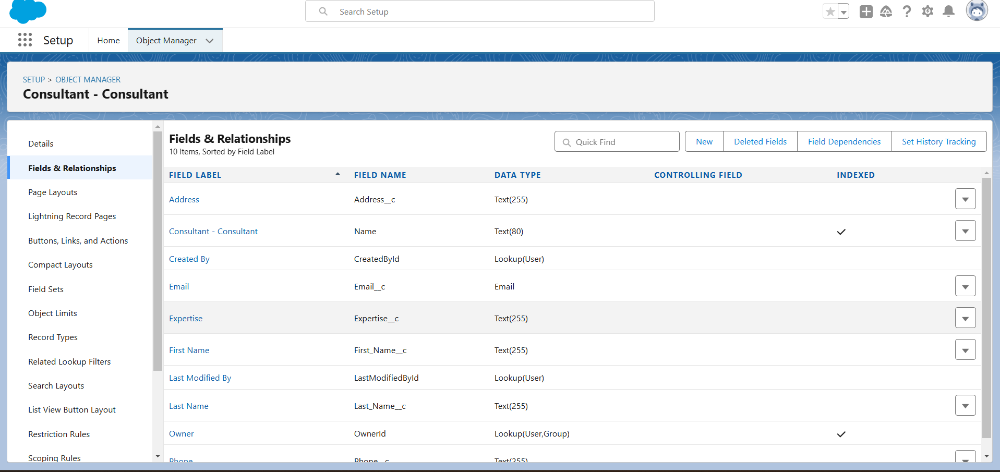 Search Setup
Setup
Home
Object Manager
SETUP > OBJECT MANAGER
Consultant - Consultant
Details
Fields & Relationships
Page Layouts
Lightning Record Pages
Buttons, Links, and Actions
Compact Layouts
Field Sets
Object Limits
Record Types
Related Lookup Filters
Search Layouts
List View Button Layout
Restriction Rules
Scoping Rules
Fields & Relationships
10 Items, Sorted by Field Label
Quick Find
New
Deleted Fields
Field Dependencies
Set History Tracking
FIELD LABEL FIELD NAME DATA TYPE CONTROLLING FIELD INDEXED
Address Address__c Text(255)
Consultant - Consultant Name Text(80)
Created By CreatedById Lookup(User)
Email Email__c Email
Expertise Expertise__c Text(255)
First Name First_Name__c Text(255)
Last Modified By LastModifiedById Lookup(User)
Last Name Last_Name__c Text(255)
Owner OwnerId Lookup(User,Group)
Phone Phone__c Text(255)